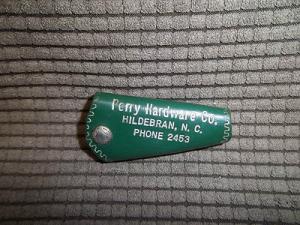 Perry Hardware Co.
HILDEBRAN, N. C.
PHONE 2453